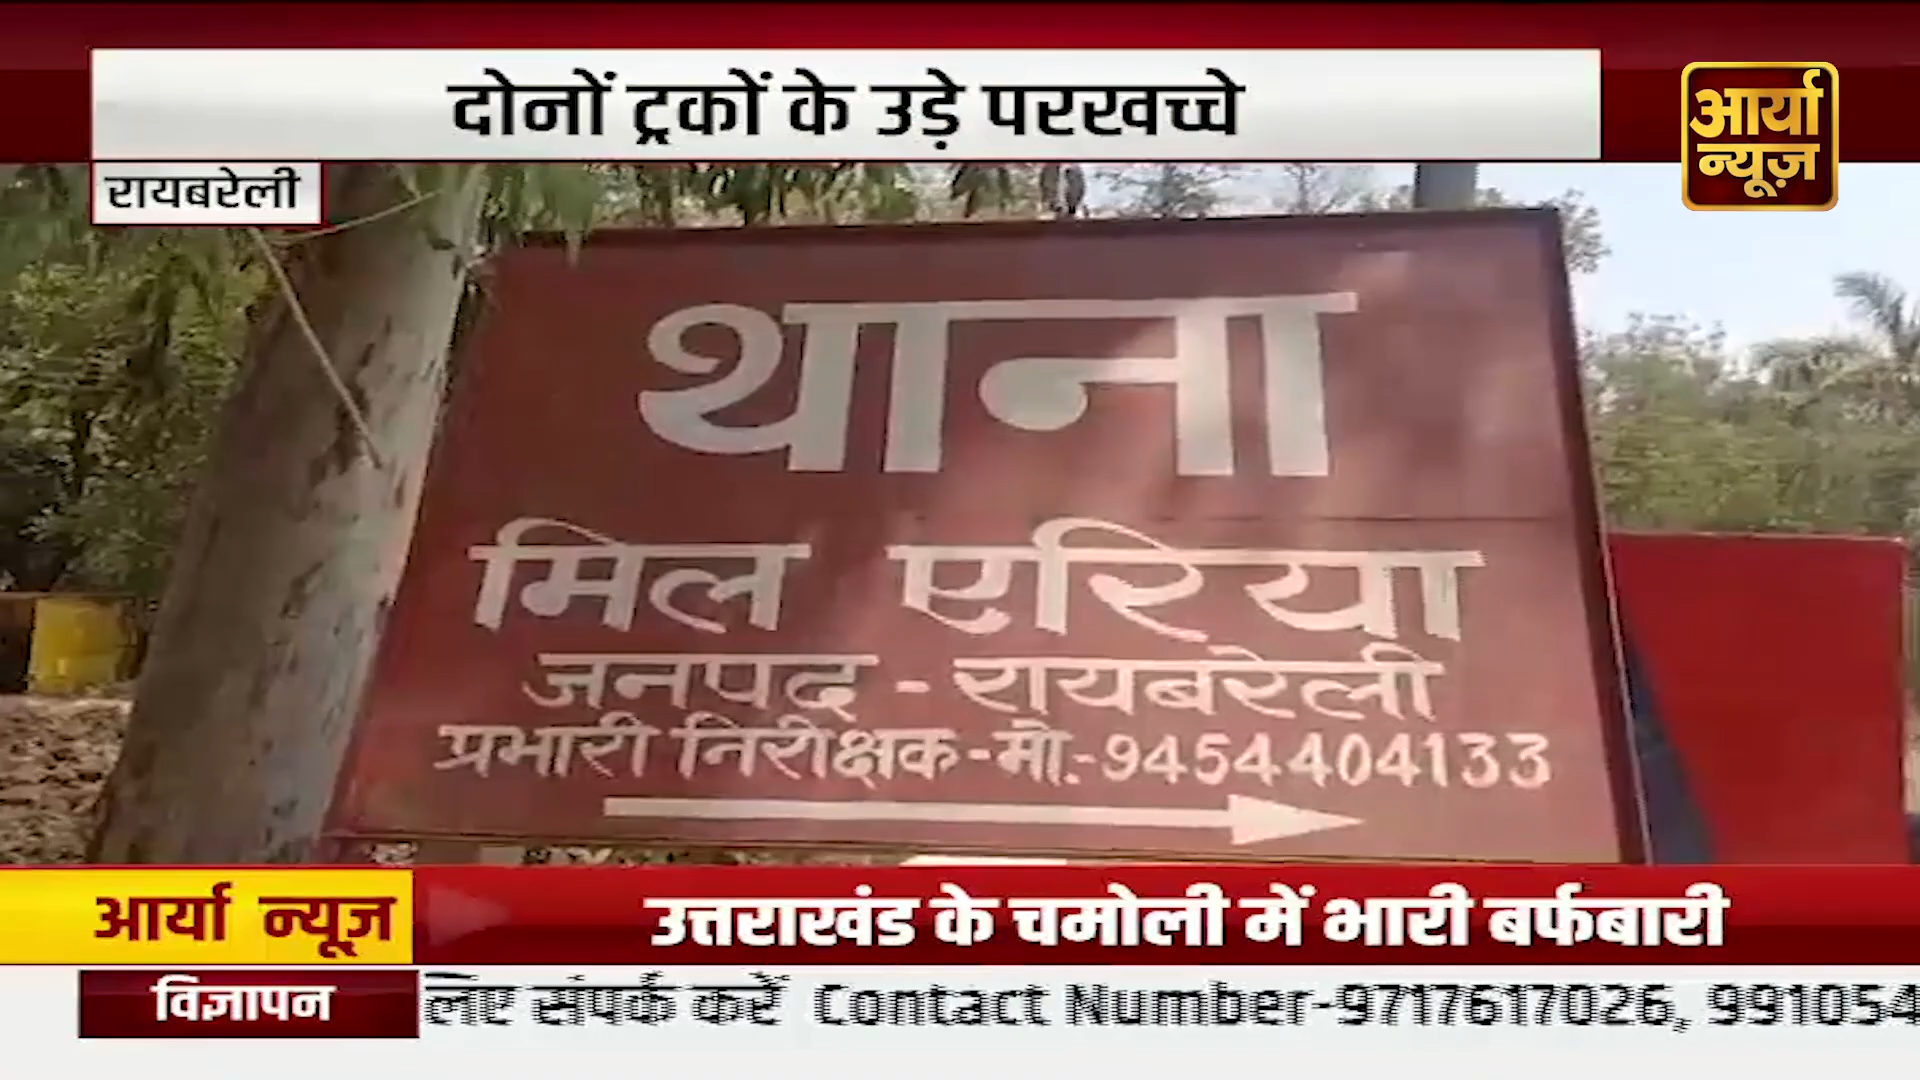 दोनों ट्रकों के उड़े परखच्चे
आर्या
न्यूज़
रायबरेली
थाना
मिल एरिया
जनपद - रायबरेली
प्रभारी निरीक्षक-मो.-9454404133
आर्या न्यूज़
उत्तराखंड के चमोली में भारी बर्फबारी
विज्ञापन
लिए संपर्क करें Contact Number-9717617026, 991054